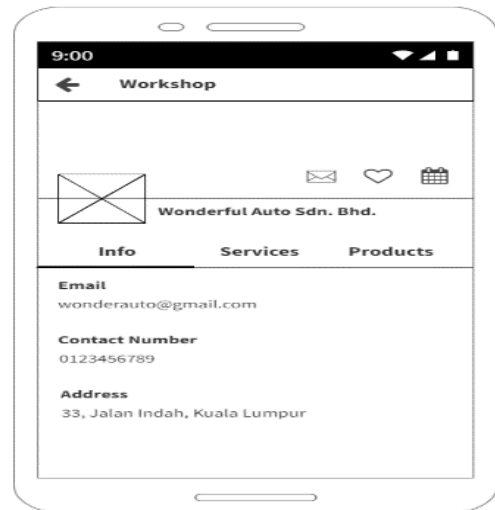 9:00
Workshop
Wonderful Auto Sdn. Bhd.
Info Services Products
Email
wonderauto@gmail.com
Contact Number
0123456789
Address
33, Jalan Indah, Kuala Lumpur